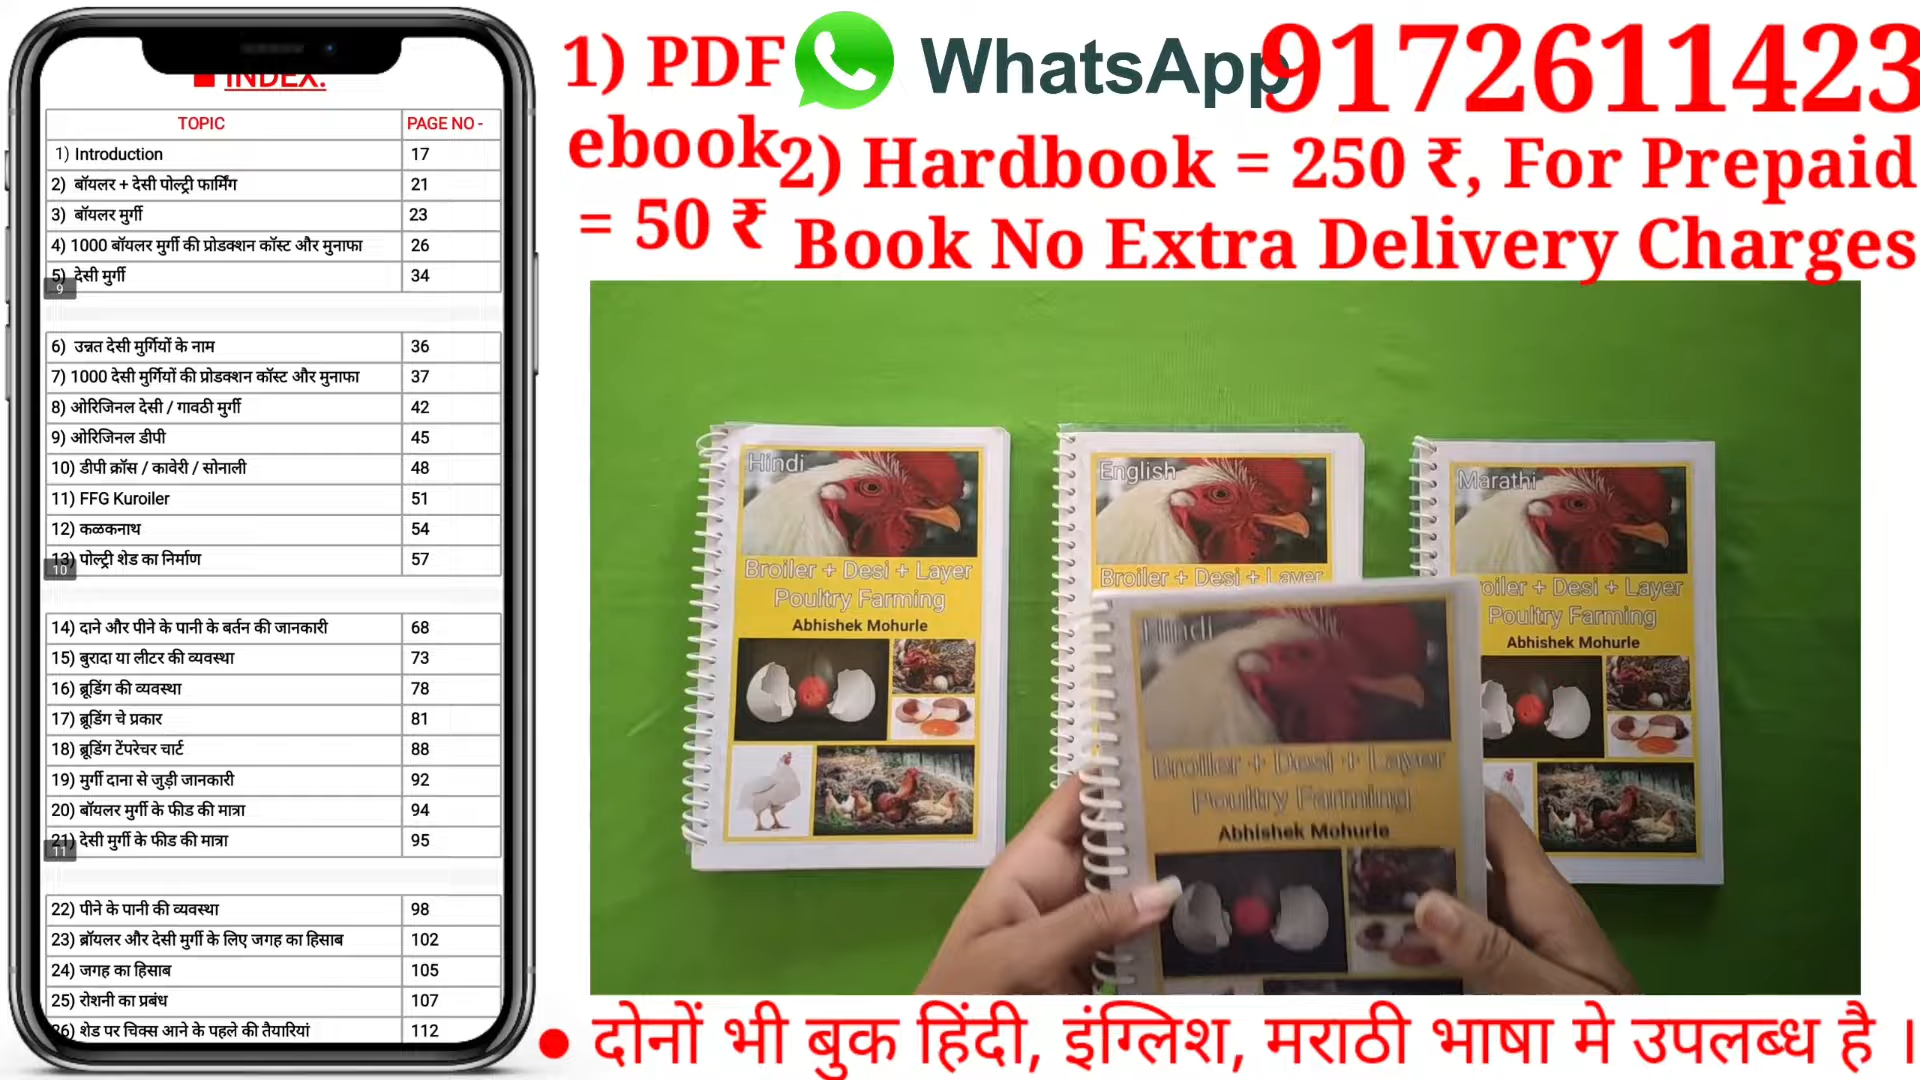 INDEX:
TOPIC PAGE NO -
1) Introduction 17
2) बॉयलर + देसी पोल्ट्री फार्मिंग 21
3) बॉयलर मुर्गी 23
4) 1000 बॉयलर मुर्गी की प्रोडक्शन कॉस्ट और मुनाफा 26
5) देसी मुर्गी 34
9
6) उन्नत देसी मुर्गियों के नाम 36
7) 1000 देसी मुर्गियों की प्रोडक्शन कॉस्ट और मुनाफा 37
8) ओरिजिनल देसी / गावठी मुर्गी 42
9) ओरिजिनल डीपी 45
10) डीपी क्रॉस / कावेरी / सोनाली 48
11) FFG Kuroiler 51
12) कळकनाथ 54
13) पोल्ट्री शेड का निर्माण 57
10
14) दाने और पीने के पानी के बर्तन की जानकारी 68
15) बुरादा या लीटर की व्यवस्था 73
16) ब्रूडिंग की व्यवस्था 78
17) ब्रूडिंग चे प्रकार 81
18) ब्रूडिंग टेंपरेचर चार्ट 88
19) मुर्गी दाना से जुड़ी जानकारी 92
20) बॉयलर मुर्गी के फीड की मात्रा 94
21) देसी मुर्गी के फीड की मात्रा 95
11
22) पीने के पानी की व्यवस्था 98
23) ब्रॉयलर और देसी मुर्गी के लिए जगह का हिसाब 102
24) जगह का हिसाब 105
25) रोशनी का प्रबंध 107
26) शेड पर चिक्स आने के पहले की तैयारियां 112
1) PDF
ebook
= 50 ₹
WhatsApp 9172611423
2) Hardbook = 250 ₹, For Prepaid
Book No Extra Delivery Charges
Hindi
Broiler + Desi + Layer
Poultry Farming
Abhishek Mohurle
English
Broiler + Desi + Layer
Marathi
Broiler + Desi + Layer
Poultry Farming
Abhishek Mohurle
Hindi
Broiler + Desi + Layer
Poultry Farming
Abhishek Mohurle
• दोनों भी बुक हिंदी, इंग्लिश, मराठी भाषा मे उपलब्ध है ।